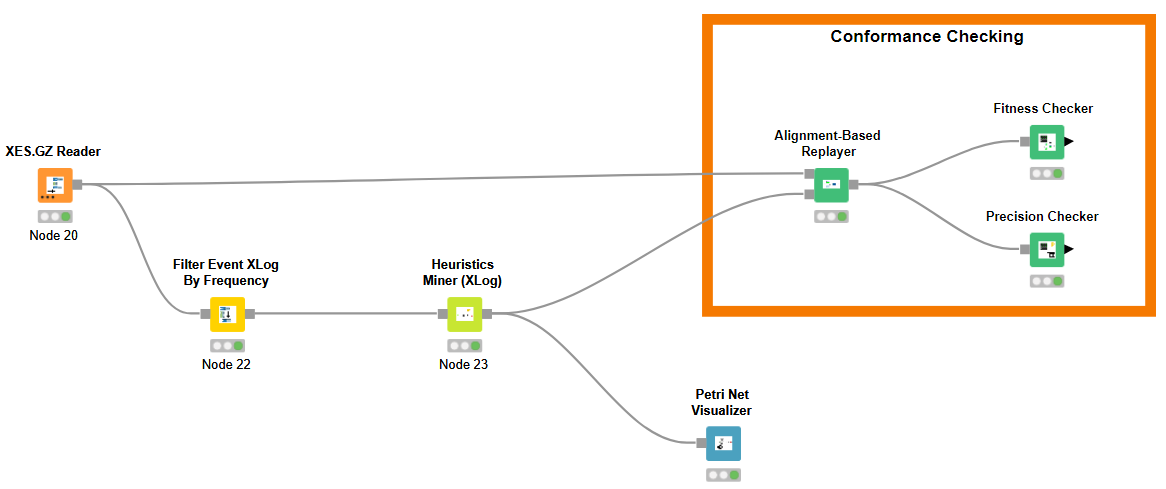 Conformance Checking
Fitness Checker
Alignment-Based
Replayer
XES.GZ Reader
Precision Checker
Node 20
Filter Event XLog
By Frequency
Heuristics
Miner (XLog)
Node 22
Node 23
Petri Net
Visualizer